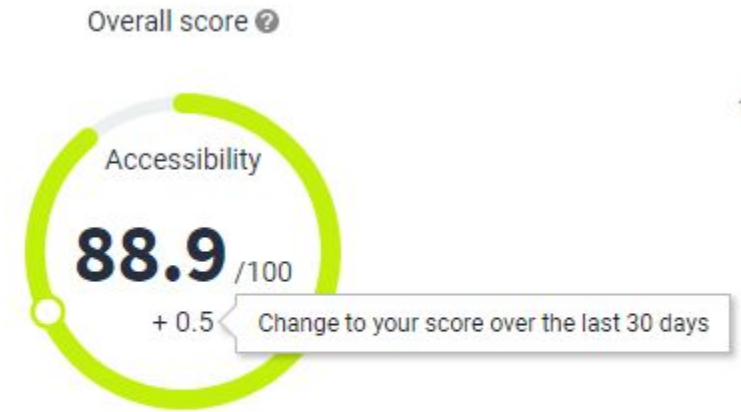 Overall score ?
Accessibility
88.9 /100
+ 0.5
Change to your score over the last 30 days